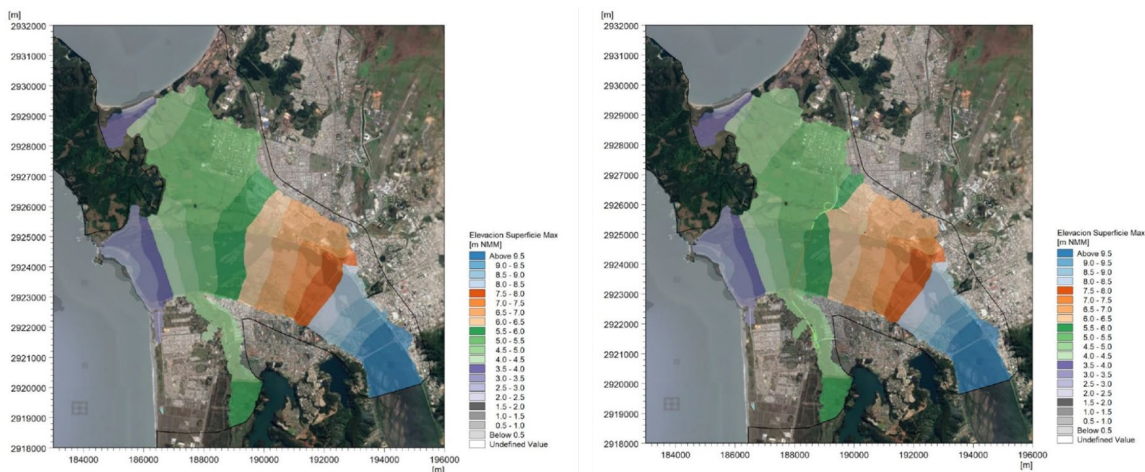 [m]
2932000
2931000
2930000
2929000
2928000
2927000
2926000
2925000
2924000
2923000
2922000
2921000
2920000
2919000
2918000
184000 186000 188000 190000 192000 194000 196000
[m]
Elevacion Superficie Max
[m NMM]
Above 9.5
9.0 - 9.5
8.5 - 9.0
8.0 - 8.5
7.5 - 8.0
7.0 - 7.5
6.5 - 7.0
6.0 - 6.5
5.5 - 6.0
5.0 - 5.5
4.5 - 5.0
4.0 - 4.5
3.5 - 4.0
3.0 - 3.5
2.5 - 3.0
2.0 - 2.5
1.5 - 2.0
1.0 - 1.5
0.5 - 1.0
Below 0.5
Undefined Value
[m]
2932000
2931000
2930000
2929000
2928000
2927000
2926000
2925000
2924000
2923000
2922000
2921000
2920000
2919000
2918000
184000 186000 188000 190000 192000 194000 196000
[m]
Elevacion Superficie Max
[m NMM]
Above 9.5
9.0 - 9.5
8.5 - 9.0
8.0 - 8.5
7.5 - 8.0
7.0 - 7.5
6.5 - 7.0
6.0 - 6.5
5.5 - 6.0
5.0 - 5.5
4.5 - 5.0
4.0 - 4.5
3.5 - 4.0
3.0 - 3.5
2.5 - 3.0
2.0 - 2.5
1.5 - 2.0
1.0 - 1.5
0.5 - 1.0
Below 0.5
Undefined Value